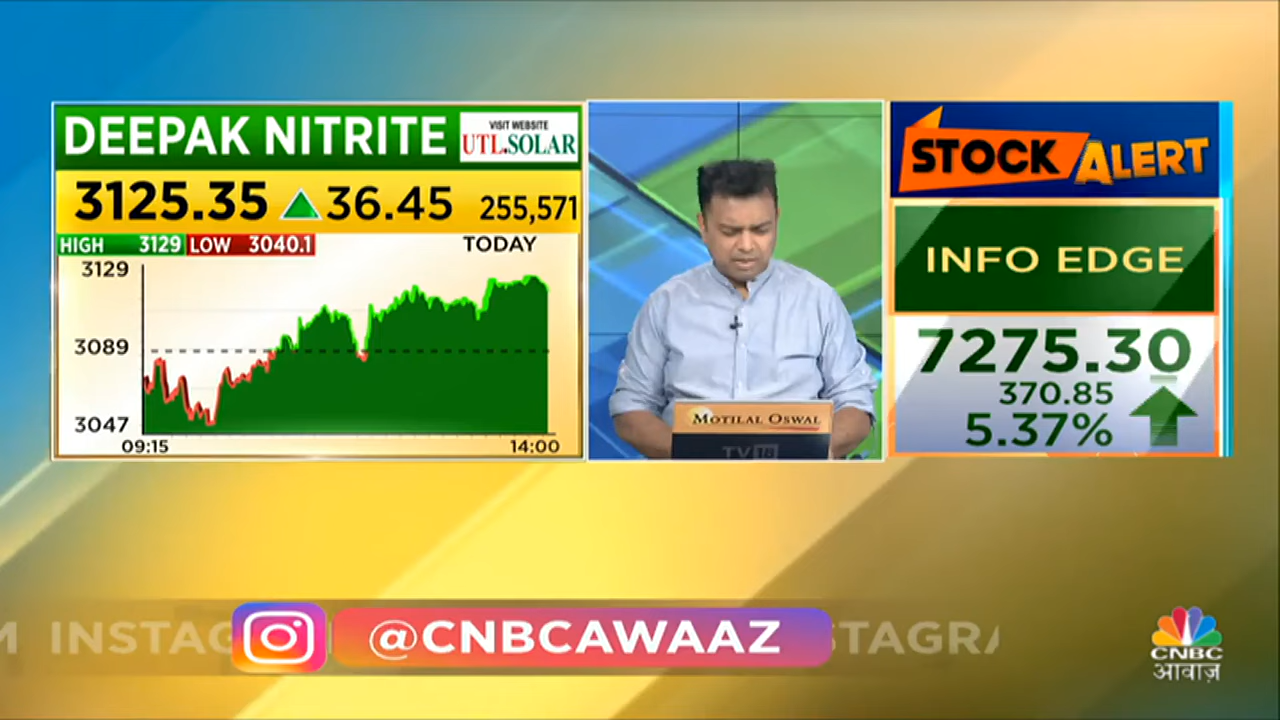 DEEPAK NITRITE
VISIT WEBSITE
UTL.SOLAR
3125.35 36.45 255,571
HIGH 3129 LOW 3040.1 TODAY
3129
3089
3047
09:15 14:00
MOTILAL OSWAL
TV18
STOCK ALERT
INFO EDGE
7275.30
370.85
5.37%
M INSTAG @CNBCAWAAZ STAGRA
CNBC
आवाज़